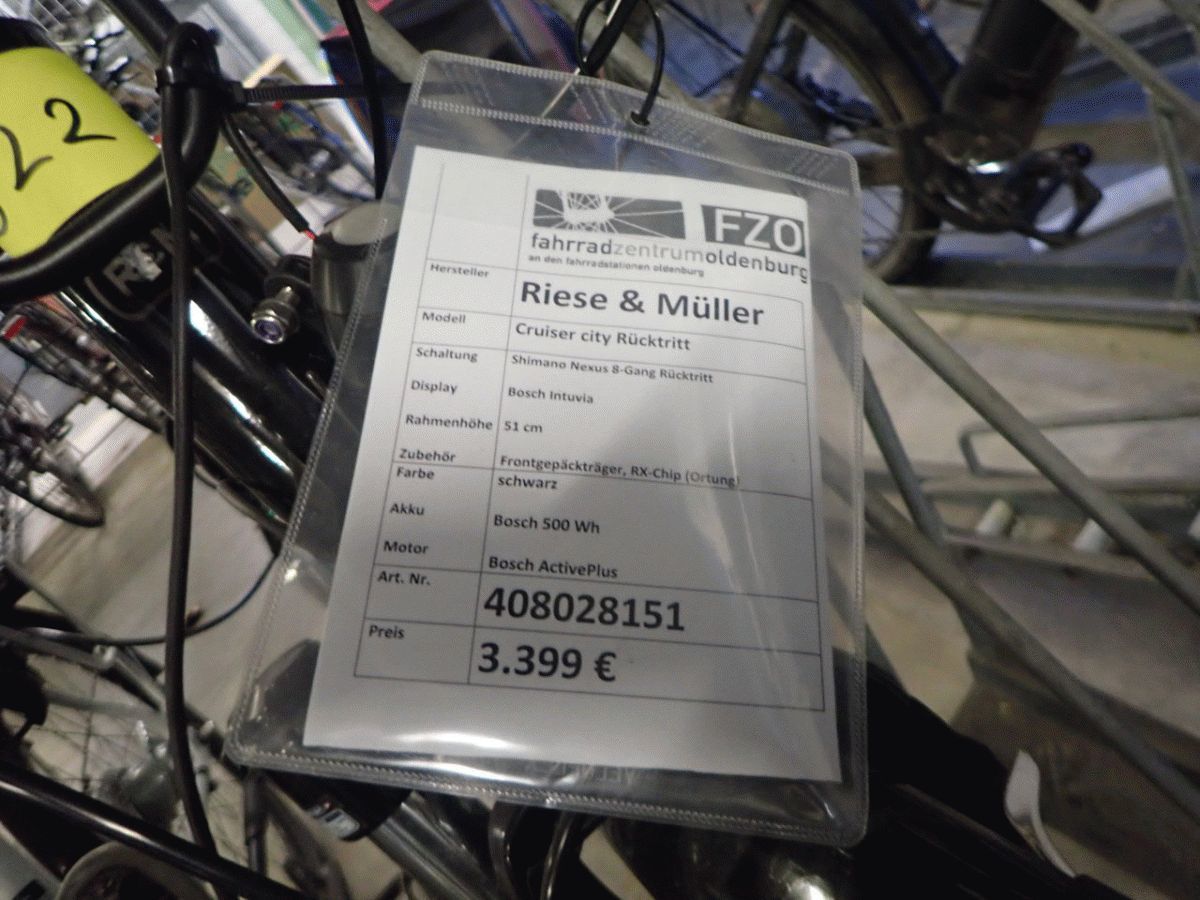 22
FZO
fahrradzentrumoldenburg
an den fahrradstationen oldenburg
Hersteller Riese & Müller
Modell Cruiser city Rücktritt
Schaltung Shimano Nexus 8-Gang Rücktritt
Display Bosch Intuvia
Rahmenhöhe 51 cm
Zubehör Frontgepäckträger, RX-Chip (Ortung)
Farbe schwarz
Akku Bosch 500 Wh
Motor Bosch ActivePlus
Art. Nr. 408028151
Preis 3.399 €